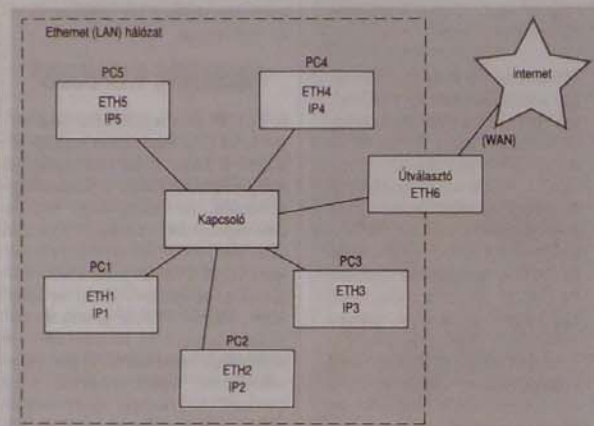 Ethernet (LAN) hálózat
PC5
ETH5
IP5
PC4
ETH4
IP4
internet
(WAN)
Útválasztó
ETH6
Kapcsoló
PC1
ETH1
IP1
PC3
ETH3
IP3
PC2
ETH2
IP2